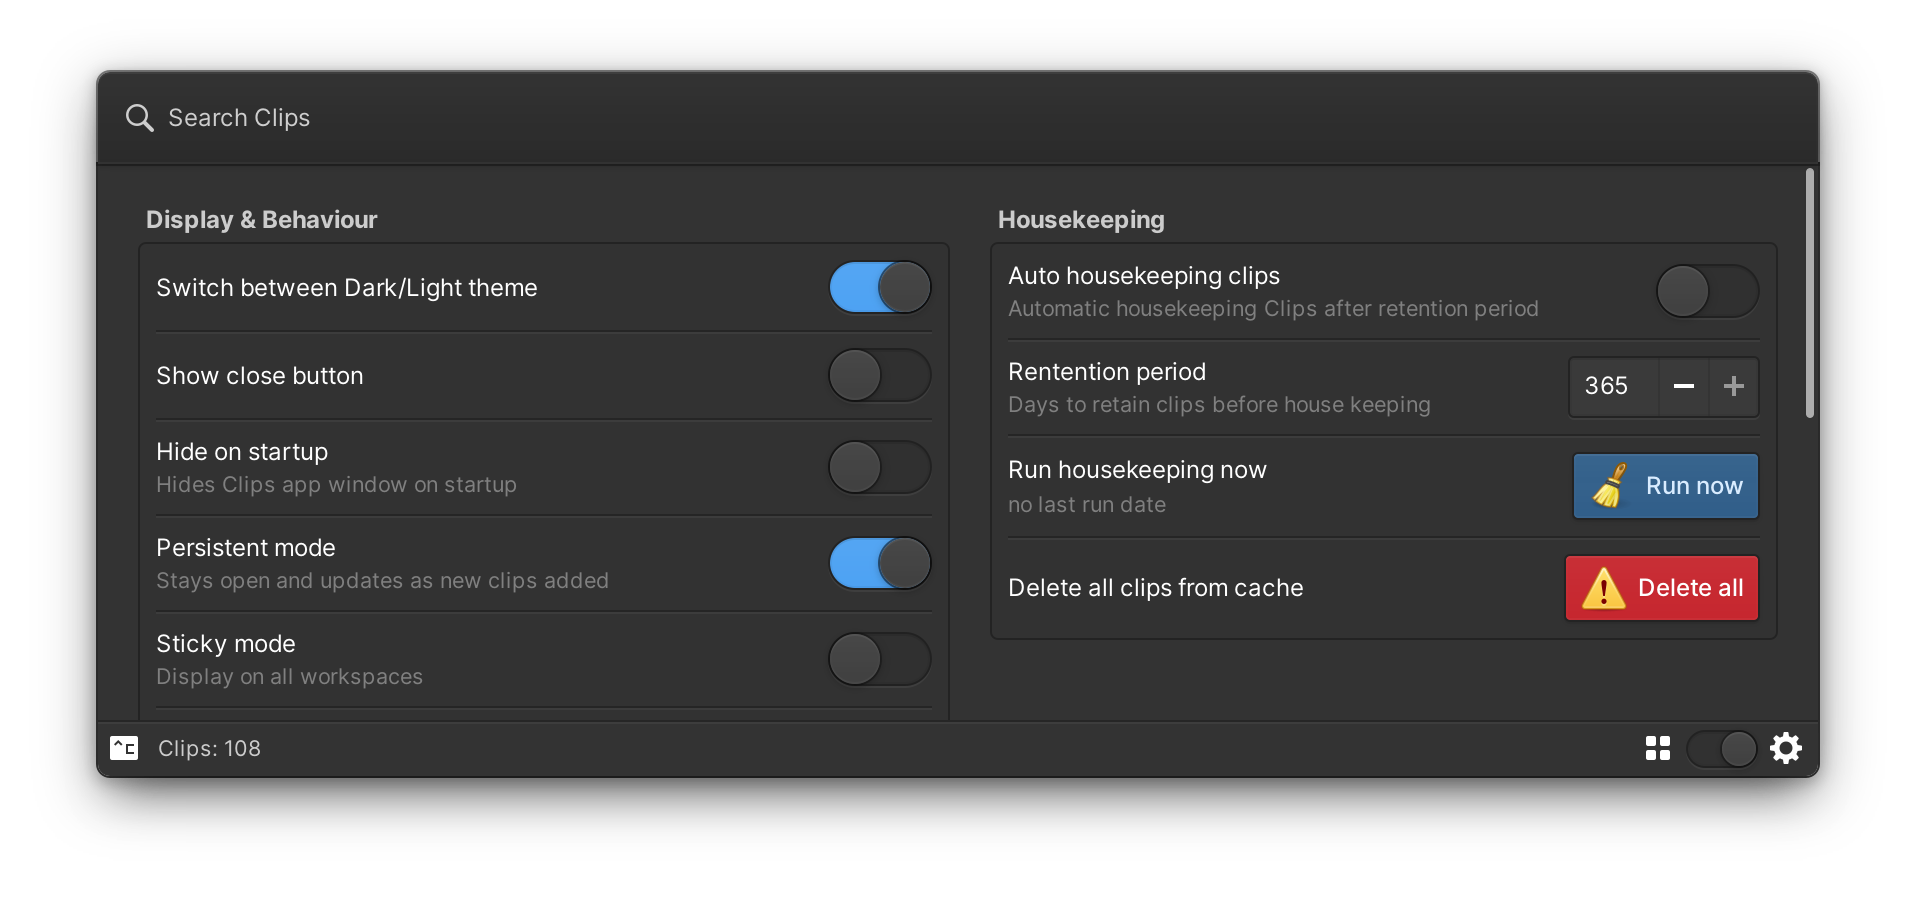 Search Clips
Display & Behaviour
Switch between Dark/Light theme
Show close button
Hide on startup
Hides Clips app window on startup
Persistent mode
Stays open and updates as new clips added
Sticky mode
Display on all workspaces
Housekeeping
Auto housekeeping clips
Automatic housekeeping Clips after retention period
Rentention period
Days to retain clips before house keeping
365
Run housekeeping now
no last run date
Run now
Delete all clips from cache
Delete all
^C Clips: 108